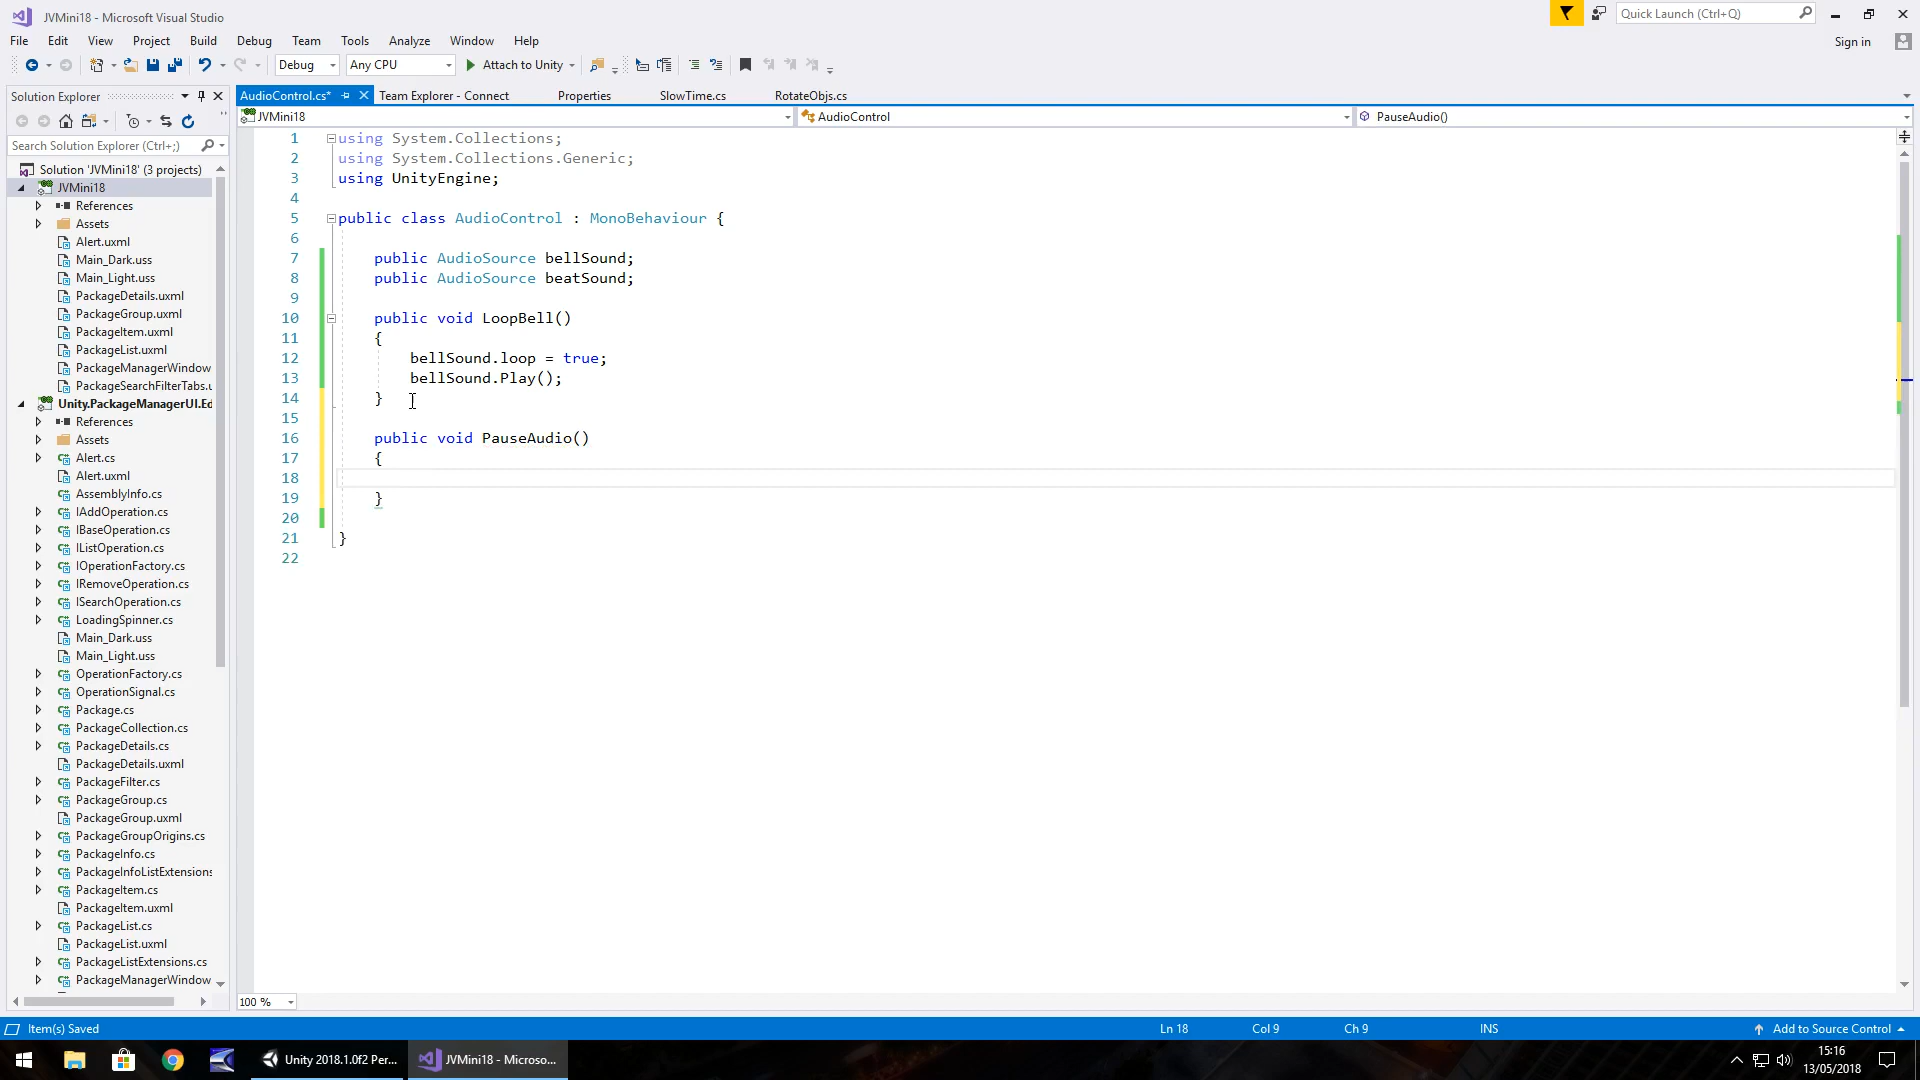 JVMini18 - Microsoft Visual Studio
Quick Launch (Ctrl+Q)
File Edit View Project Build Debug Team Tools Analyze Window Help
Sign in
Debug Any CPU Attach to Unity
Solution Explorer
AudioControl.cs* Team Explorer - Connect Properties SlowTime.cs RotateObjs.cs
JVMini18 AudioControl PauseAudio()
Search Solution Explorer (Ctrl+;)
Solution 'JVMini18' (3 projects)
JVMini18
References
Assets
Alert.uxml
Main_Dark.uss
Main_Light.uss
PackageDetails.uxml
PackageGroup.uxml
PackageItem.uxml
PackageList.uxml
PackageManagerWindow
PackageSearchFilterTabs.u
Unity.PackageManagerUI.Ed
References
Assets
Alert.cs
Alert.uxml
AssemblyInfo.cs
IAddOperation.cs
IBaseOperation.cs
IListOperation.cs
IOperationFactory.cs
IRemoveOperation.cs
ISearchOperation.cs
LoadingSpinner.cs
Main_Dark.uss
Main_Light.uss
OperationFactory.cs
OperationSignal.cs
Package.cs
PackageCollection.cs
PackageDetails.cs
PackageDetails.uxml
PackageFilter.cs
PackageGroup.cs
PackageGroup.uxml
PackageGroupOrigins.cs
PackageInfo.cs
PackageInfoListExtensions
PackageItem.cs
PackageItem.uxml
PackageList.cs
PackageList.uxml
PackageListExtensions.cs
PackageManagerWindow
1 using System.Collections;
2 using System.Collections.Generic;
3 using UnityEngine;
4
5 public class AudioControl : MonoBehaviour {
6
7 public AudioSource bellSound;
8 public AudioSource beatSound;
9
10 public void LoopBell()
11 {
12 bellSound.loop = true;
13 bellSound.Play();
14 }
15
16 public void PauseAudio()
17 {
18
19 }
20
21 }
22
100 %
Item(s) Saved Ln 18 Col 9 Ch 9 INS Add to Source Control
Unity 2018.1.0f2 Per... JVMini18 - Microso...
15:16
13/05/2018